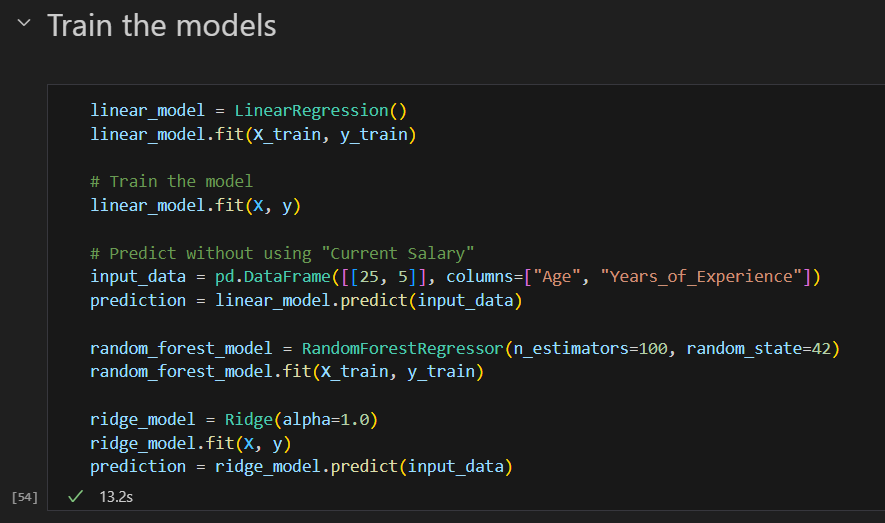 Train the models
linear_model = LinearRegression()
linear_model.fit(X_train, y_train)
# Train the model
linear_model.fit(X, y)
# Predict without using "Current Salary"
input_data = pd.DataFrame([[25, 5]], columns=["Age", "Years_of_Experience"])
prediction = linear_model.predict(input_data)
random_forest_model = RandomForestRegressor(n_estimators=100, random_state=42)
random_forest_model.fit(X_train, y_train)
ridge_model = Ridge(alpha=1.0)
ridge_model.fit(X, y)
prediction = ridge_model.predict(input_data)
[54] ✓ 13.2s